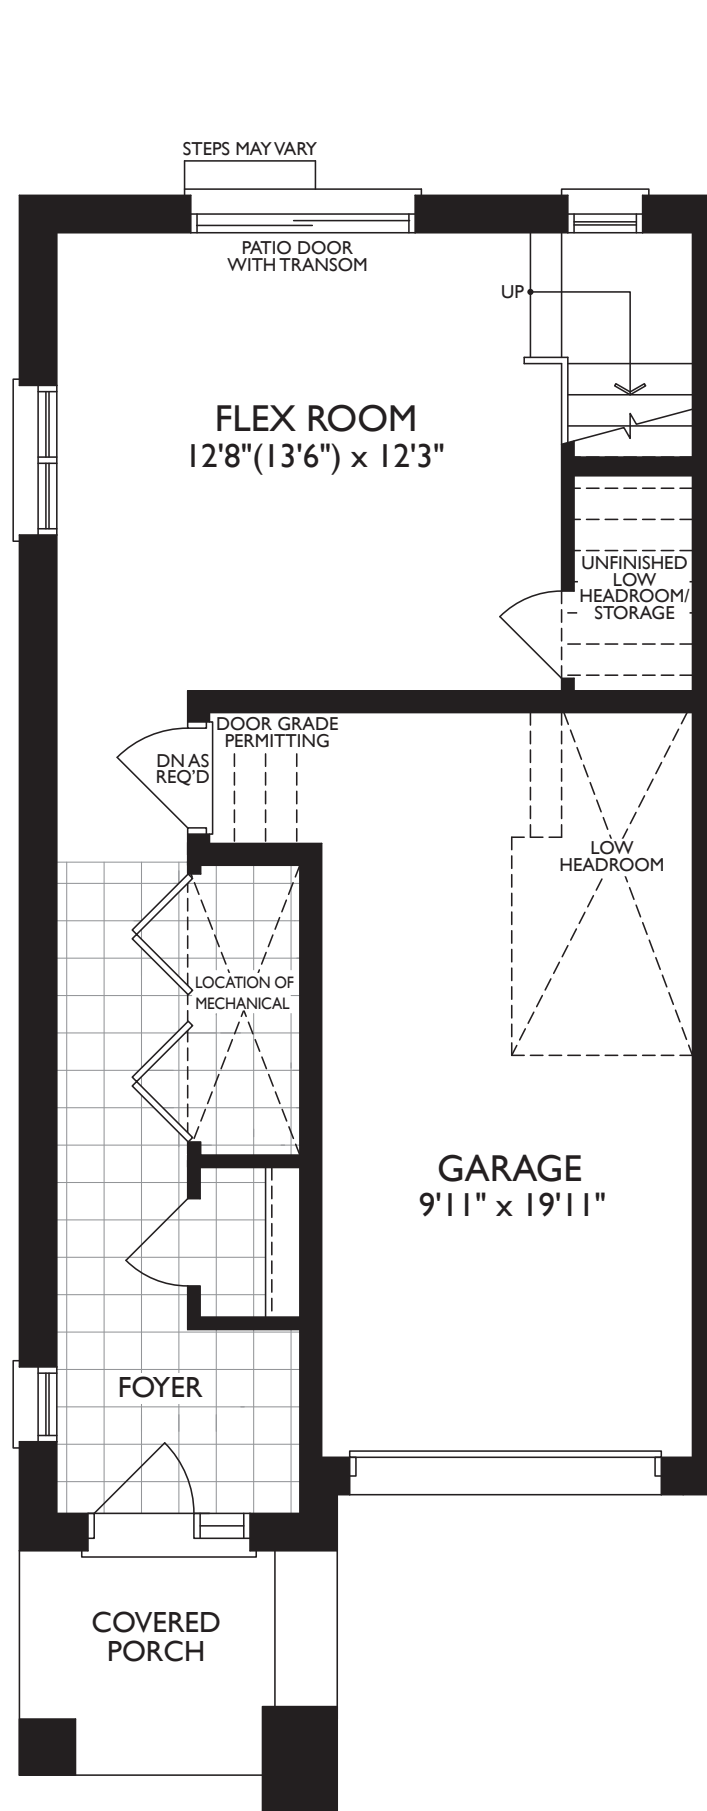 STEPS MAY VARY
PATIO DOOR
WITH TRANSOM
UP
FLEX ROOM
12'8"(13'6") x 12'3"
UNFINISHED
LOW
HEADROOM/
STORAGE
DOOR GRADE
PERMITTING
DN AS
REQ'D
LOW
HEADROOM
LOCATION OF
MECHANICAL
GARAGE
9'11" x 19'11"
FOYER
COVERED
PORCH